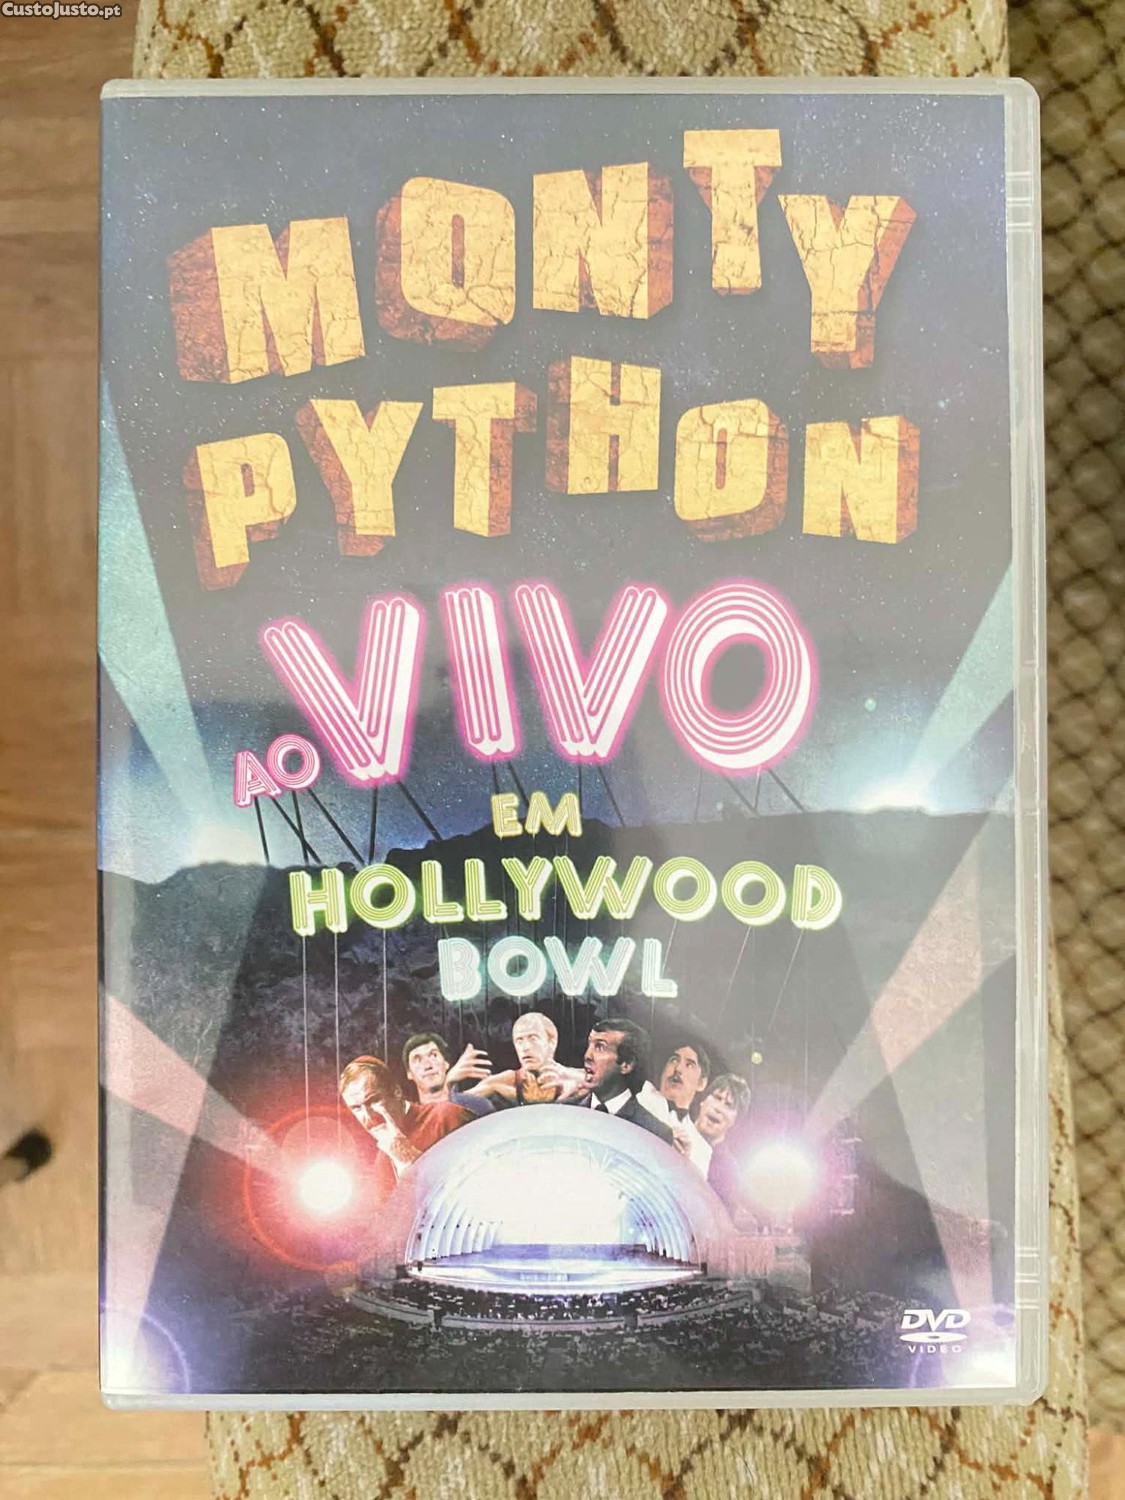 CustoJusto.pt
MONTY
PYTHON
AO VIVO
EM
HOLLYWOOD
BOWL
DVD
VIDEO